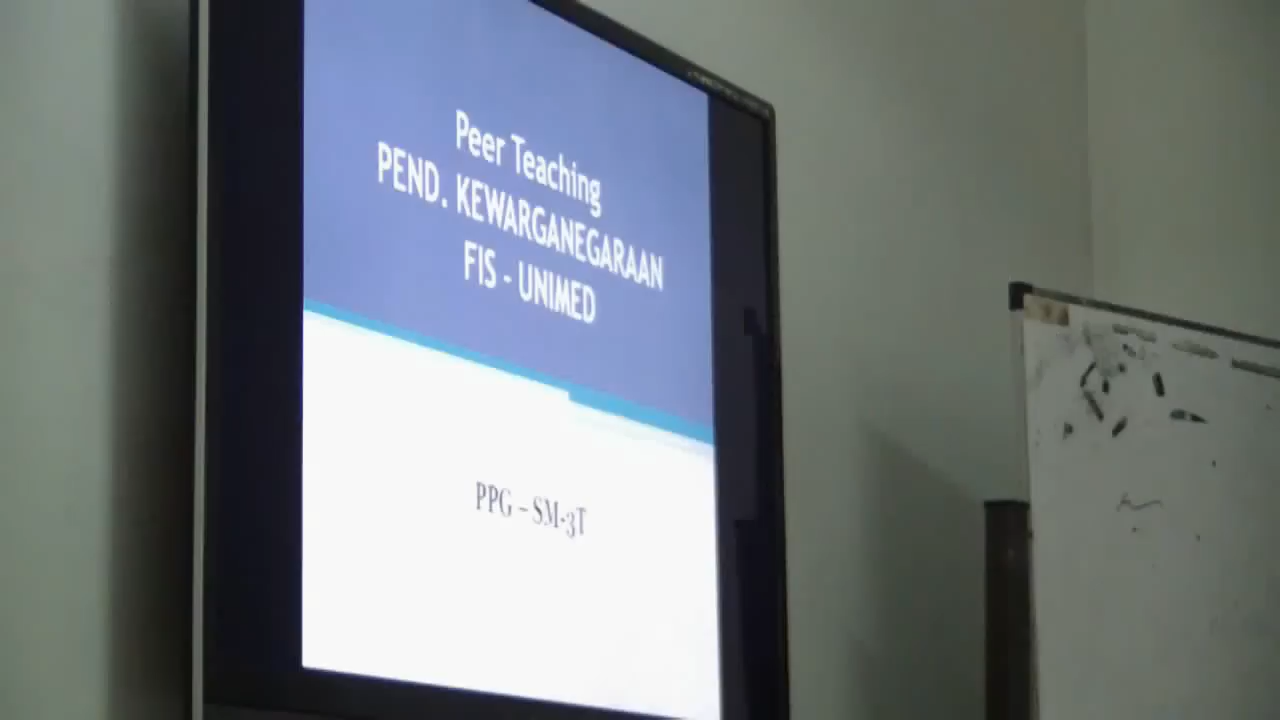 Peer Teaching
PEND. KEWARGANEGARAAN
FIS - UNIMED
PPG – SM-3T